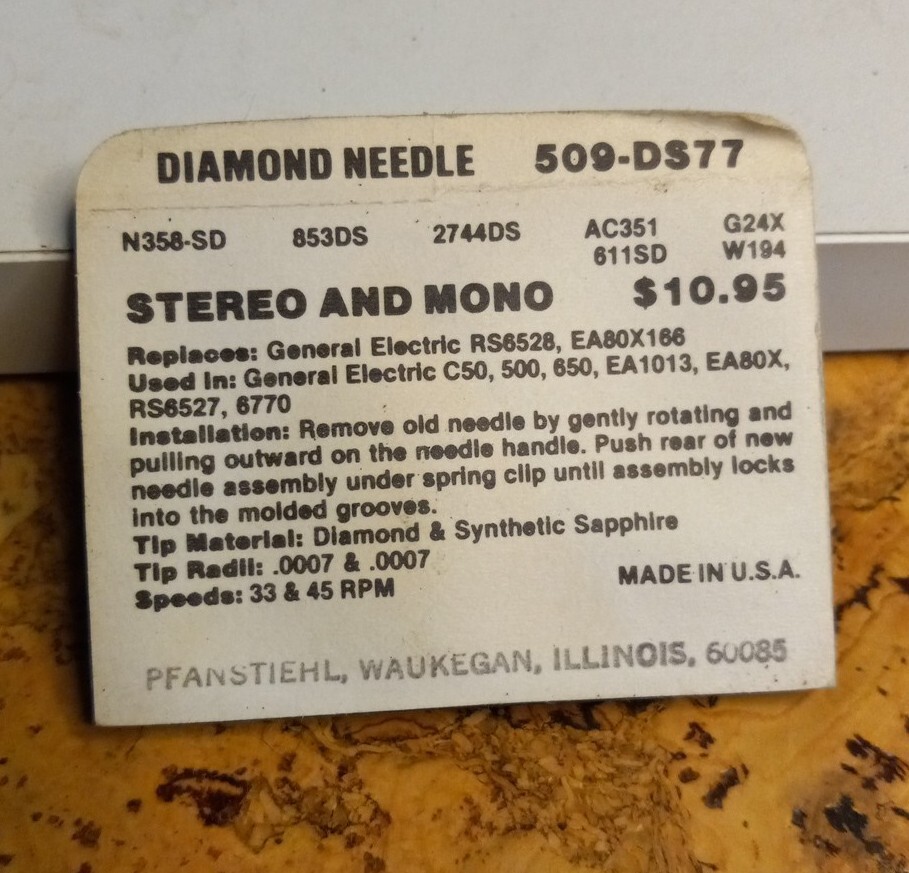 DIAMOND NEEDLE 509-DS77
N358-SD 853DS 2744DS AC351 G24X
611SD W194
STEREO AND MONO $10.95
Replaces: General Electric RS6528, EA80X166
Used In: General Electric C50, 500, 650, EA1013, EA80X,
RS6527, 6770
Installation: Remove old needle by gently rotating and
pulling outward on the needle handle. Push rear of new
needle assembly under spring clip until assembly locks
into the molded grooves.
Tip Material: Diamond & Synthetic Sapphire
Tip Radii: .0007 & .0007
Speeds: 33 & 45 RPM MADE IN U.S.A.
PFANSTIEHL, WAUKEGAN, ILLINOIS, 60085